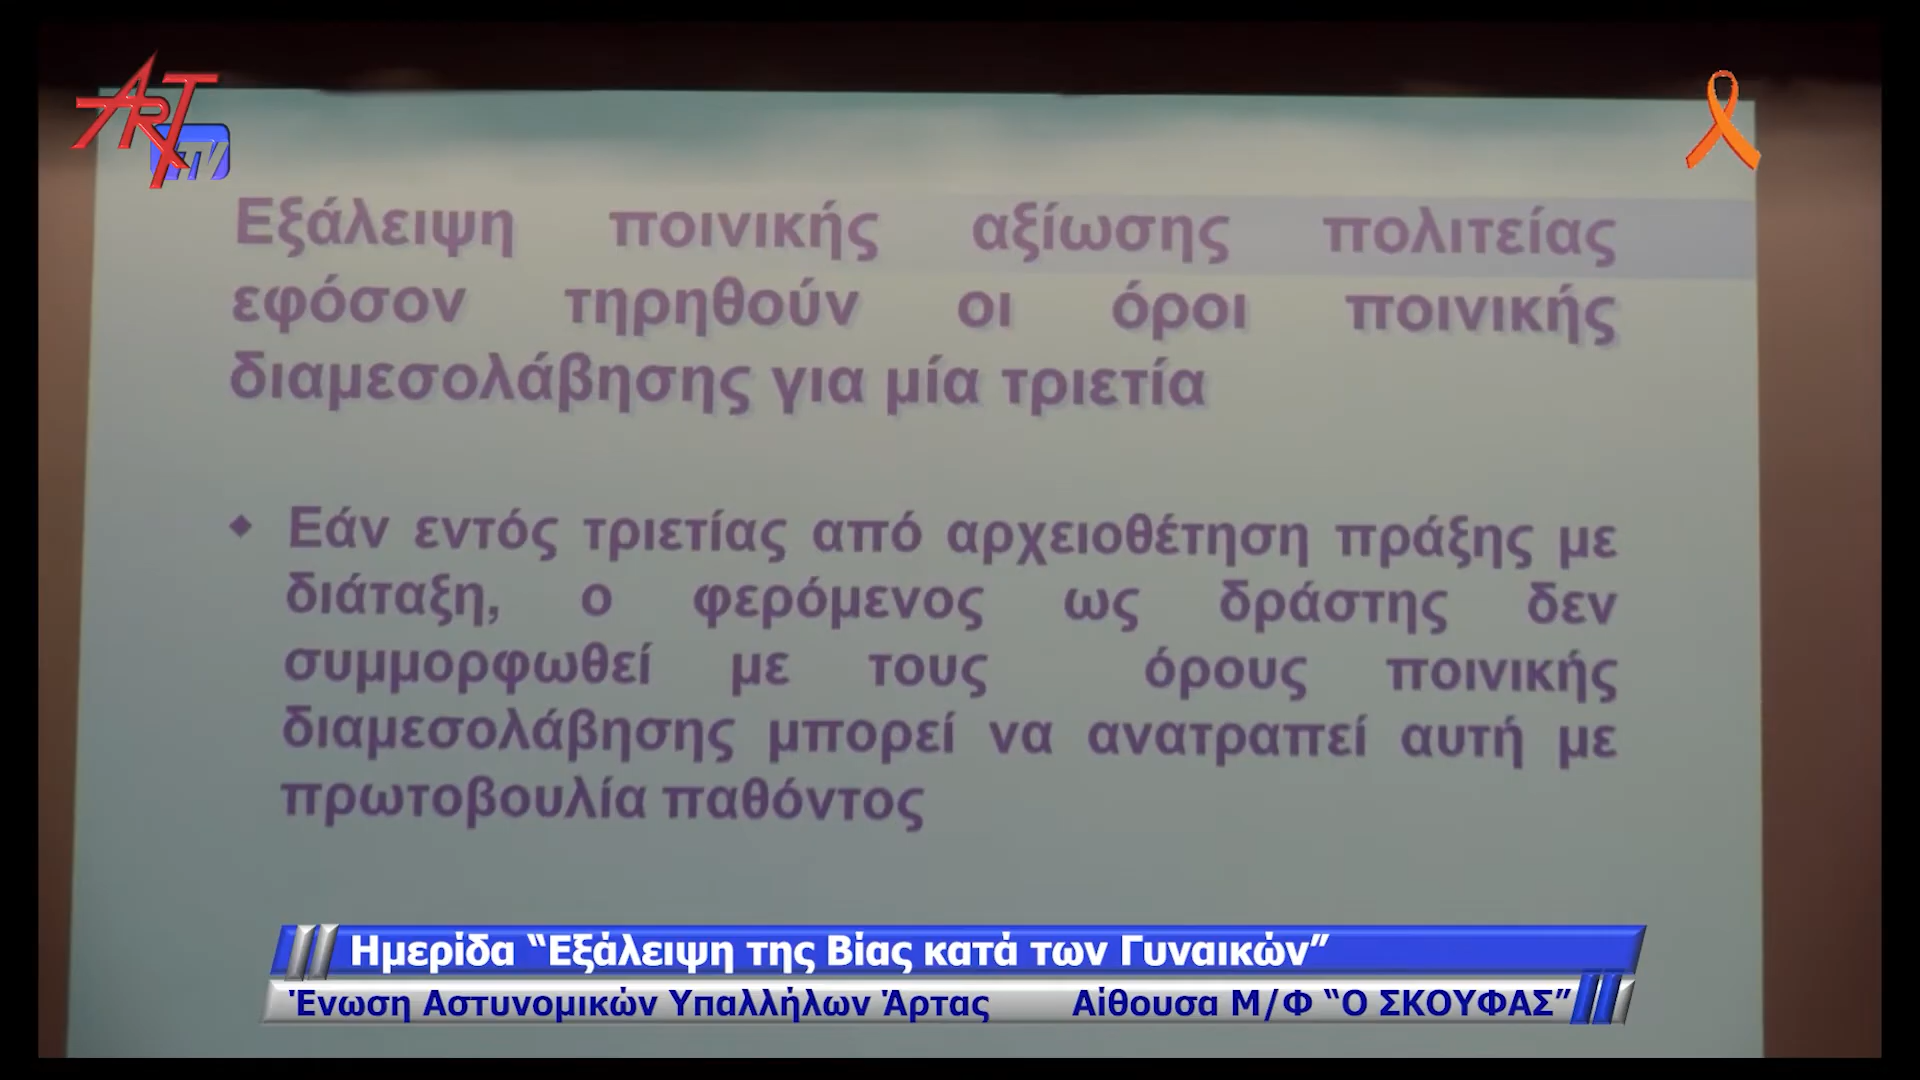 ART TV
Εξάλειψη ποινικής αξίωσης πολιτείας
εφόσον τηρηθούν οι όροι ποινικής
διαμεσολάβησης για μία τριετία
Εάν εντός τριετίας από αρχειοθέτηση πράξης με
διάταξη, ο φερόμενος ως δράστης δεν
συμμορφωθεί με τους όρους ποινικής
διαμεσολάβησης μπορεί να ανατραπεί αυτή με
πρωτοβουλία παθόντος
Ημερίδα “Εξάλειψη της Βίας κατά των Γυναικών”
Ένωση Αστυνομικών Υπαλλήλων Άρτας Αίθουσα Μ/Φ “Ο ΣΚΟΥΦΑΣ”